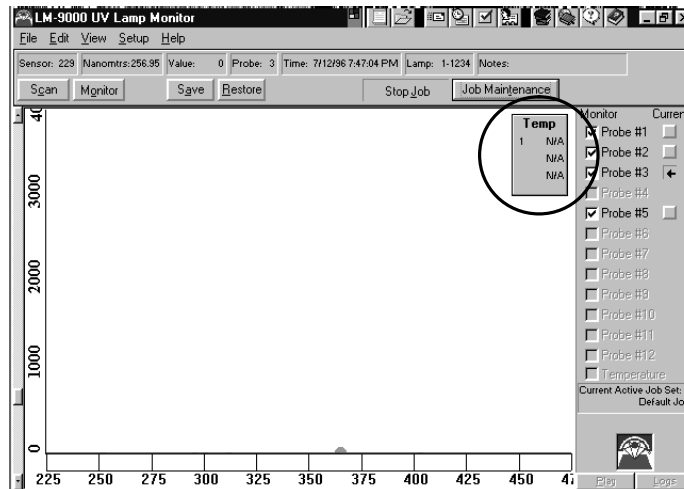 LM-9000 UV Lamp Monitor
File Edit View Setup Help
Sensor: 229 Nanomtrs:256.95 Value: 0 Probe: 3 Time: 7/12/96 7:47:04 PM Lamp: 1-1234 Notes:
Scan Monitor Save Restore Stop Job Job Maintenance
Monitor Curren
Temp
1 N/A
N/A
N/A
Probe #1
Probe #2
Probe #3
Probe #4
Probe #5
Probe #6
Probe #7
Probe #8
Probe #9
Probe #10
Probe #11
Probe #12
Temperature
Current Active Job Set:
Default Jo
Play Logs
40
3000
2000
1000
0
225 250 275 300 325 350 375 400 425 450 47